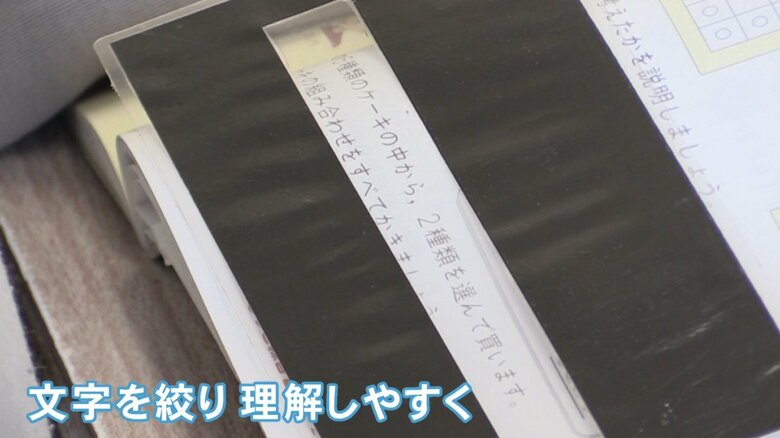 種類のケーキの中から，2種類を選んで買います。
の組み合わせをすべてかきましょう
考えたかを説明しましょう。
文字を絞り 理解しやすく